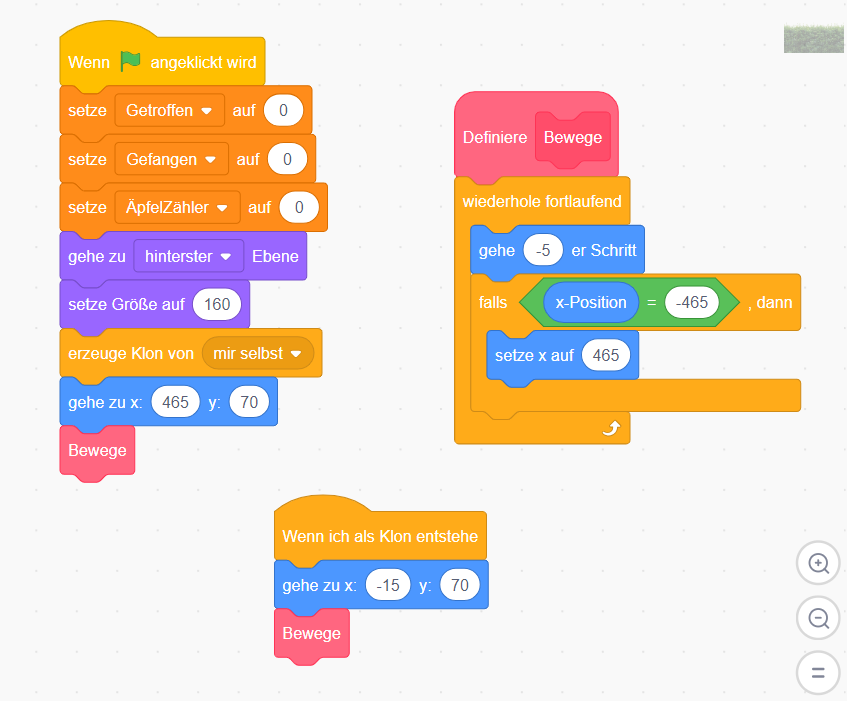 Wenn angeklickt wird
setze Getroffen auf 0
setze Gefangen auf 0
setze ÄpfelZähler auf 0
gehe zu hinterster Ebene
setze Größe auf 160
erzeuge Klon von mir selbst
gehe zu x: 465 y: 70
Bewege
Definiere Bewege
wiederhole fortlaufend
gehe -5 er Schritt
falls x-Position = -465 , dann
setze x auf 465
Wenn ich als Klon entstehe
gehe zu x: -15 y: 70
Bewege